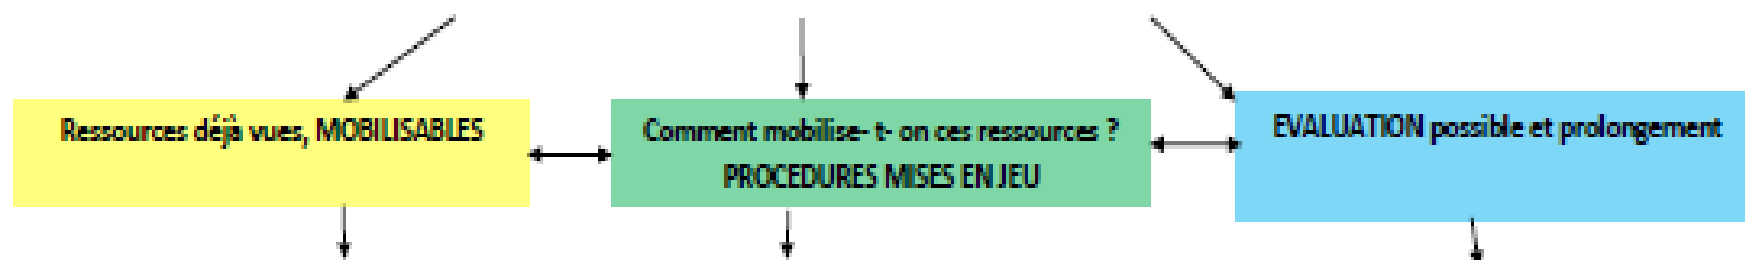 Ressources déjà vues, MOBILISABLES
Comment mobilise- t- on ces ressources ?
PROCEDURES MISES EN JEU
EVALUATION possible et prolongement